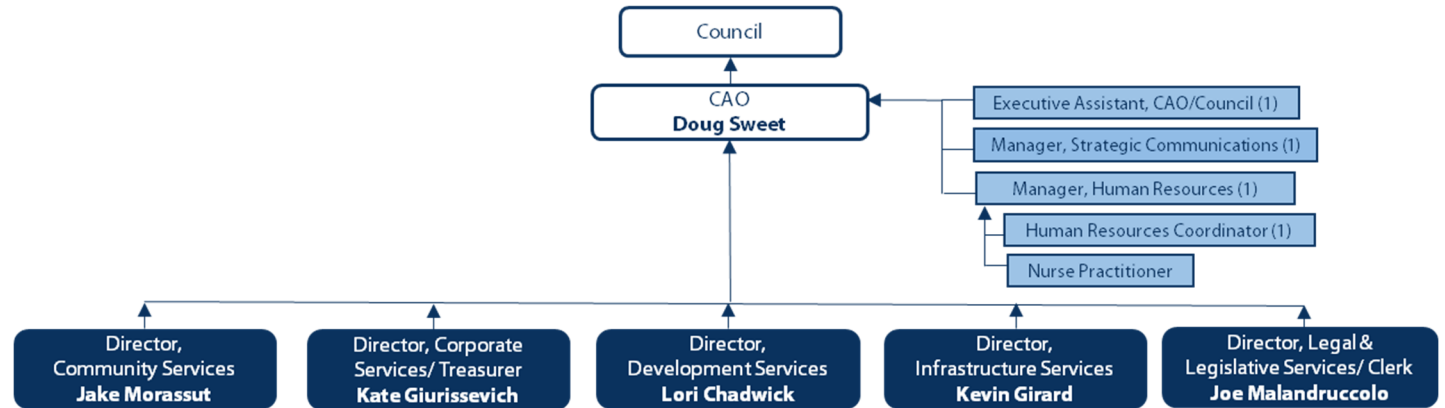 Council
CAO
Doug Sweet
Executive Assistant, CAO/Council (1)
Manager, Strategic Communications (1)
Manager, Human Resources (1)
Human Resources Coordinator (1)
Nurse Practitioner
Director,
Community Services
Jake Morassut
Director, Corporate
Services/ Treasurer
Kate Giurissevich
Director,
Development Services
Lori Chadwick
Director,
Infrastructure Services
Kevin Girard
Director, Legal &
Legislative Services/ Clerk
Joe Malandruccolo